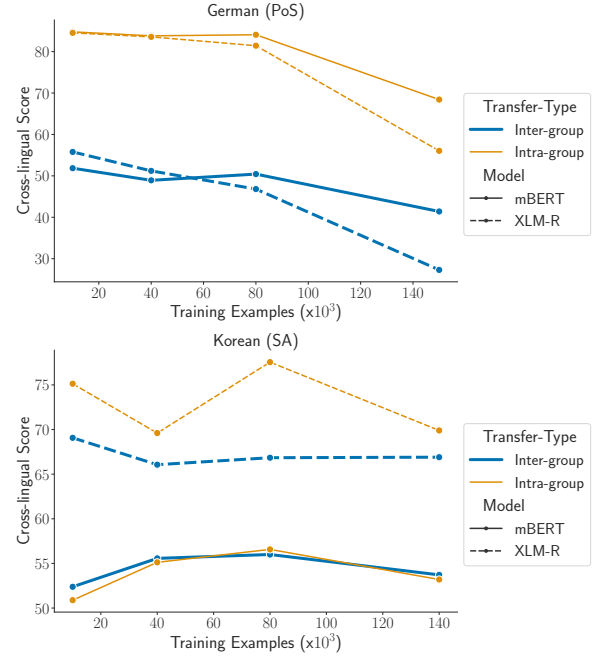 German (PoS)
80
70
60
50
40
30
Cross-lingual Score
20
40
60
80
100
120
140
Training Examples (x10³)
Transfer-Type
Inter-group
Intra-group
Model
mBERT
XLM-R
Korean (SA)
75
70
65
60
55
50
Cross-lingual Score
20
40
60
80
100
120
140
Training Examples (x10³)
Transfer-Type
Inter-group
Intra-group
Model
mBERT
XLM-R